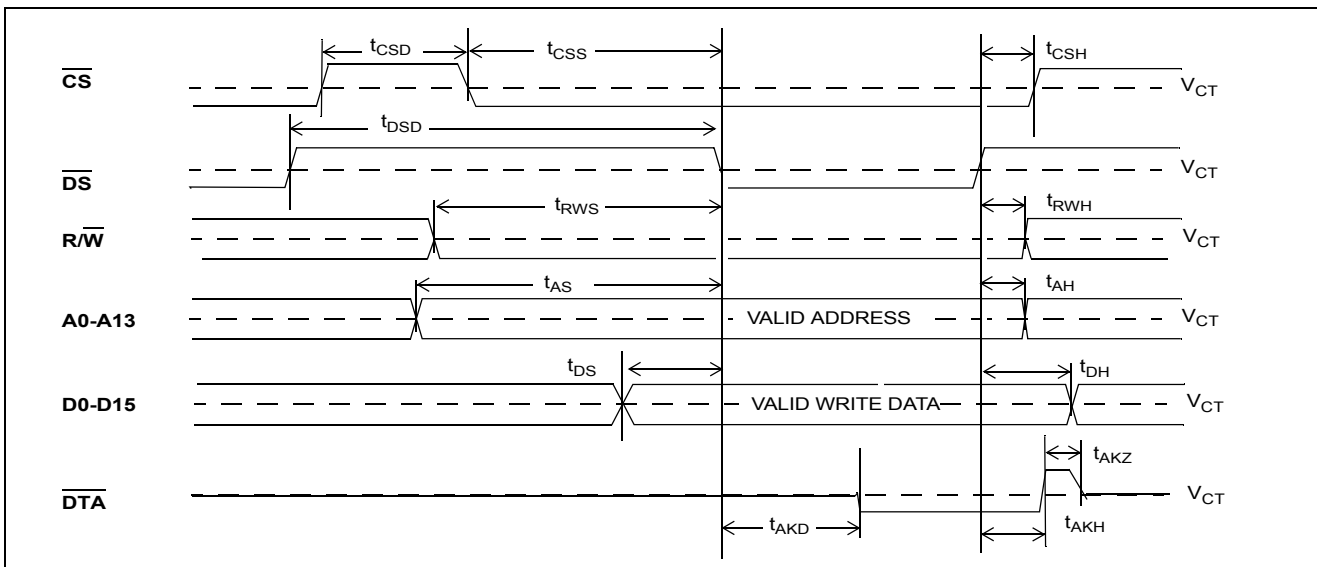 tCSD tCSS tCSH
CS VCT
tDSD
DS VCT
tRWS tRWH
R/W VCT
tAS tAH
A0-A13 VALID ADDRESS VCT
tDS tDH
D0-D15 VALID WRITE DATA VCT
tAKZ
DTA VCT
tAKD tAKH